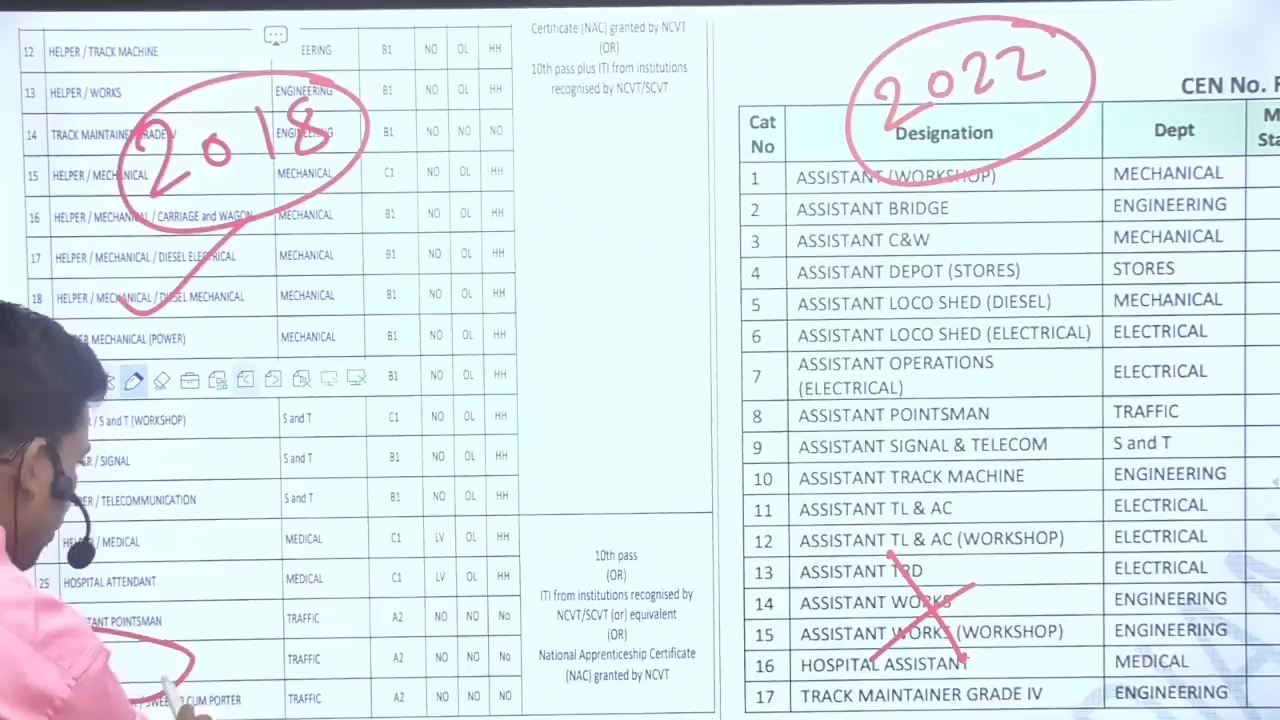 12 HELPER / TRACK MACHINE EERING B1 NO OL HH
13 HELPER / WORKS ENGINEERING B1 NO OL HH
14 TRACK MAINTAINER GRADE IV ENGINEERING B1 NO NO NO
15 HELPER / MECHANICAL MECHANICAL C1 NO OL HH
16 HELPER / MECHANICAL / CARRIAGE and WAGON MECHANICAL B1 NO OL HH
17 HELPER / MECHANICAL / DIESEL ELECTRICAL MECHANICAL B1 NO OL HH
18 HELPER / MECHANICAL / DIESEL MECHANICAL MECHANICAL B1 NO OL HH
MECHANICAL (POWER) MECHANICAL B1 NO OL HH
B1 NO OL HH
/ S and T (WORKSHOP) S and T C1 NO OL HH
/ SIGNAL S and T B1 NO OL HH
/ TELECOMMUNICATION S and T B1 NO OL HH
/ MEDICAL MEDICAL C1 LV OL HH
25 HOSPITAL ATTENDANT MEDICAL C1 LV OL HH
TANT POINTSMAN TRAFFIC A2 NO NO No
TRAFFIC A2 NO NO No
CUM PORTER TRAFFIC A2 NO NO NO
Certificate (NAC) granted by NCVT
(OR)
10th pass plus ITI from institutions
recognised by NCVT/SCVT
10th pass
(OR)
ITI from institutions recognised by
NCVT/SCVT (or) equivalent
(OR)
National Apprenticeship Certificate
(NAC) granted by NCVT
2018
2022
CEN No. R
Cat No Designation Dept
1 ASSISTANT (WORKSHOP) MECHANICAL
2 ASSISTANT BRIDGE ENGINEERING
3 ASSISTANT C&W MECHANICAL
4 ASSISTANT DEPOT (STORES) STORES
5 ASSISTANT LOCO SHED (DIESEL) MECHANICAL
6 ASSISTANT LOCO SHED (ELECTRICAL) ELECTRICAL
7 ASSISTANT OPERATIONS (ELECTRICAL) ELECTRICAL
8 ASSISTANT POINTSMAN TRAFFIC
9 ASSISTANT SIGNAL & TELECOM S and T
10 ASSISTANT TRACK MACHINE ENGINEERING
11 ASSISTANT TL & AC ELECTRICAL
12 ASSISTANT TL & AC (WORKSHOP) ELECTRICAL
13 ASSISTANT TRD ELECTRICAL
14 ASSISTANT WORKS ENGINEERING
15 ASSISTANT WORKS (WORKSHOP) ENGINEERING
16 HOSPITAL ASSISTANT MEDICAL
17 TRACK MAINTAINER GRADE IV ENGINEERING